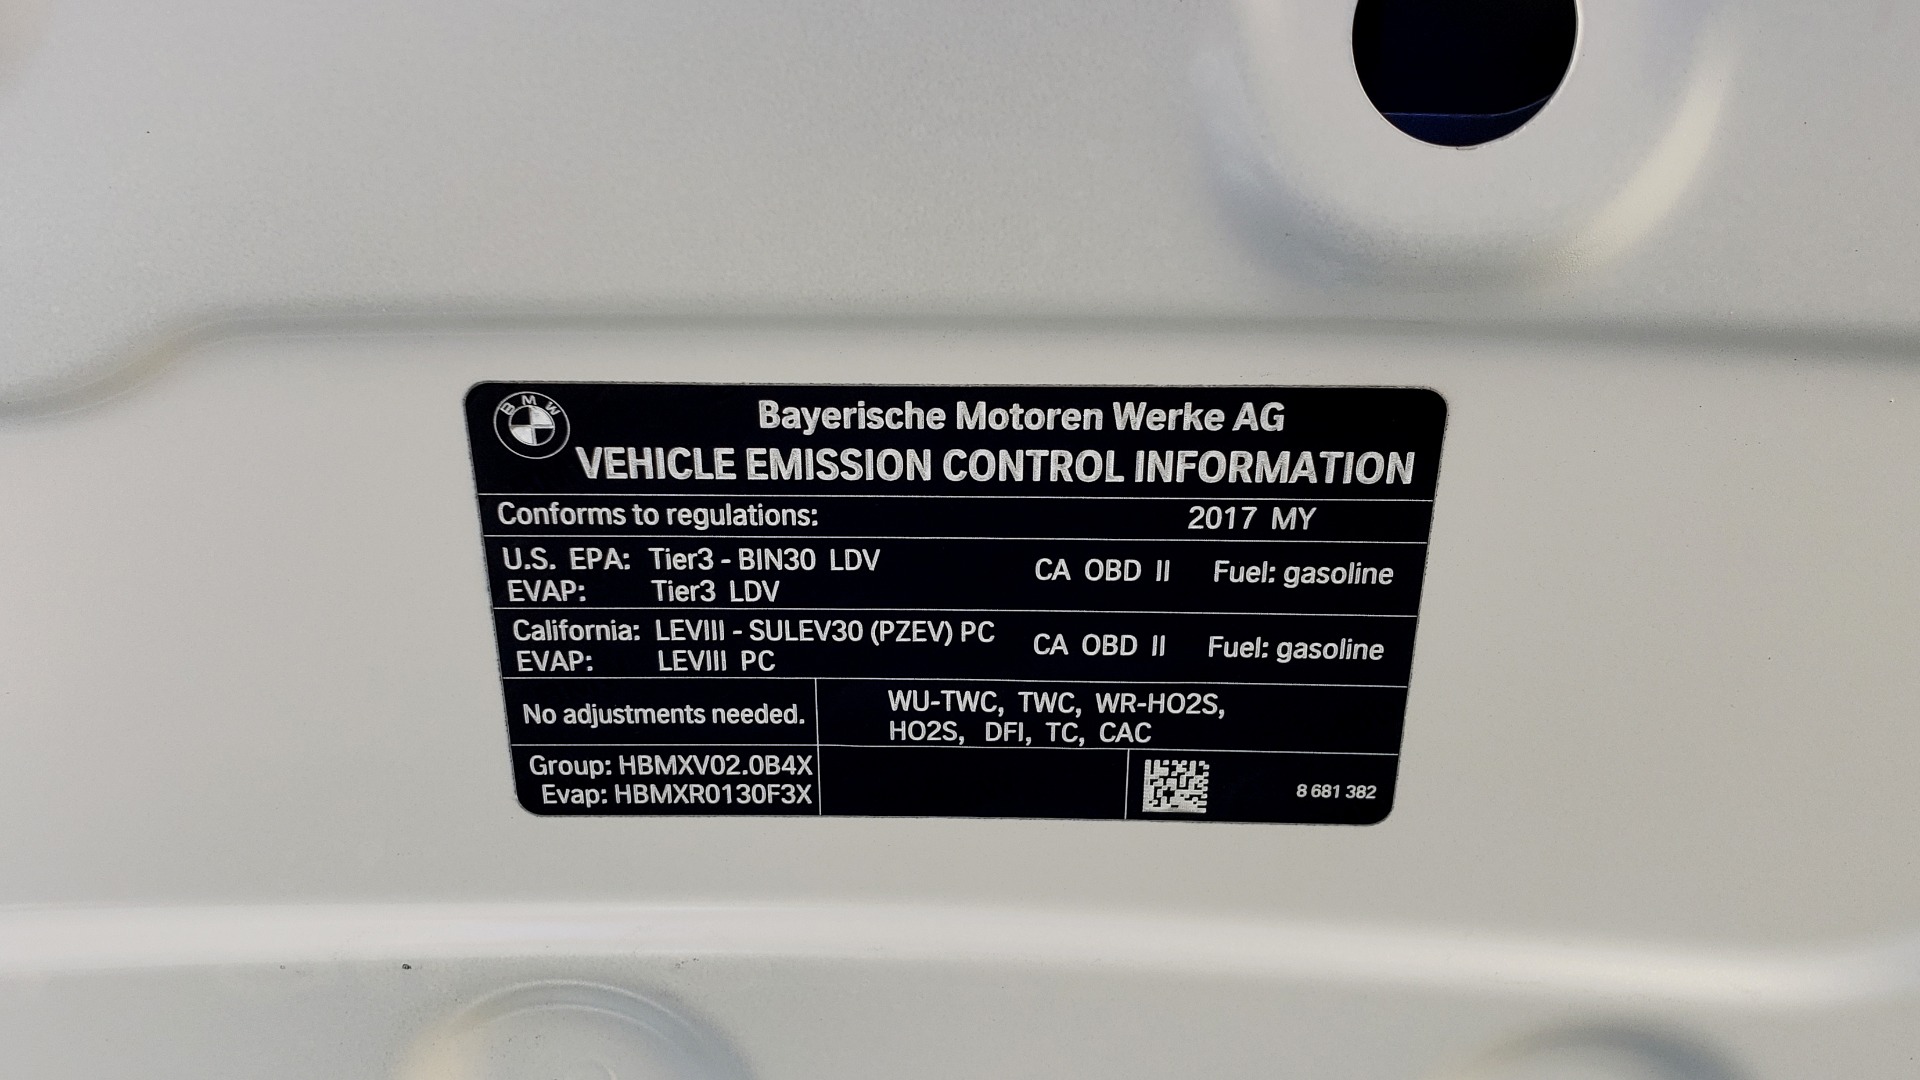 BMW
Bayerische Motoren Werke AG
VEHICLE EMISSION CONTROL INFORMATION
Conforms to regulations: 2017 MY
U.S. EPA: Tier3 - BIN30 LDV CA OBD II Fuel: gasoline
EVAP: Tier3 LDV
California: LEVIII - SULEV30 (PZEV) PC CA OBD II Fuel: gasoline
EVAP: LEVIII PC
No adjustments needed.
WU-TWC, TWC, WR-HO2S,
HO2S, DFI, TC, CAC
Group: HBMXV02.0B4X
Evap: HBMXR0130F3X
8 681 382